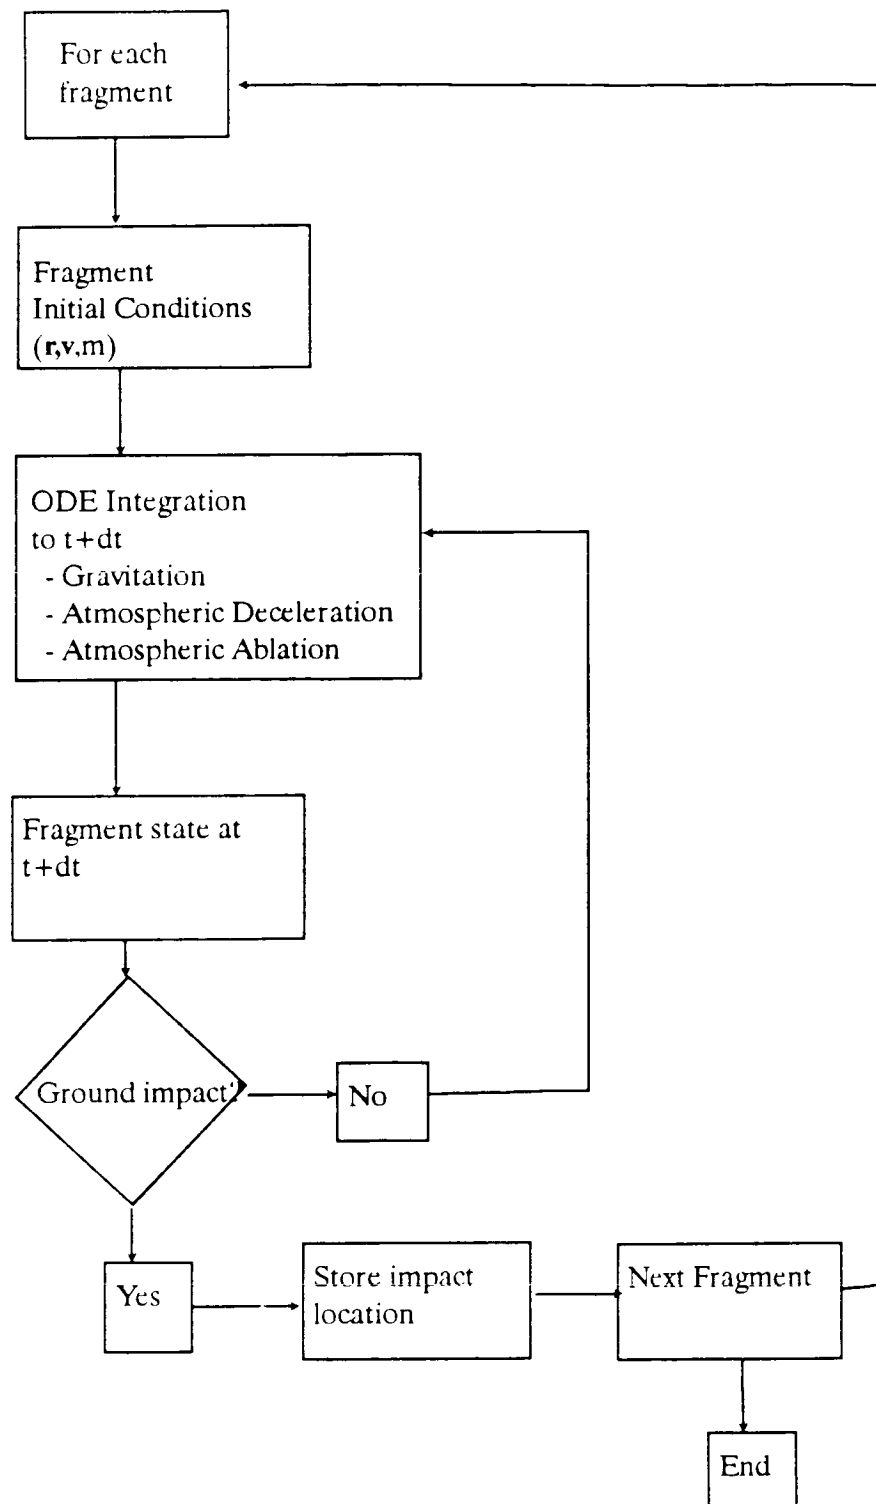 For each
fragment
Fragment
Initial Conditions
(r,v,m)
ODE Integration
to t+dt
- Gravitation
- Atmospheric Deceleration
- Atmospheric Ablation
Fragment state at
t+dt
Ground impact?
No
Yes
Store impact
location
Next Fragment
End